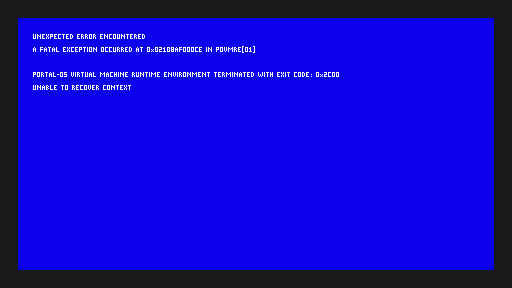 UNEXPECTED ERROR ENCOUNTERED
A FATAL EXCEPTION OCCURRED AT 0x0210BAF000CE IN POVMRE[01]
PORTAL-OS VIRTUAL MACHINE RUNTIME ENVIRONMENT TERMINATED WITH EXIT CODE: 0x2C00
UNABLE TO RECOVER CONTEXT